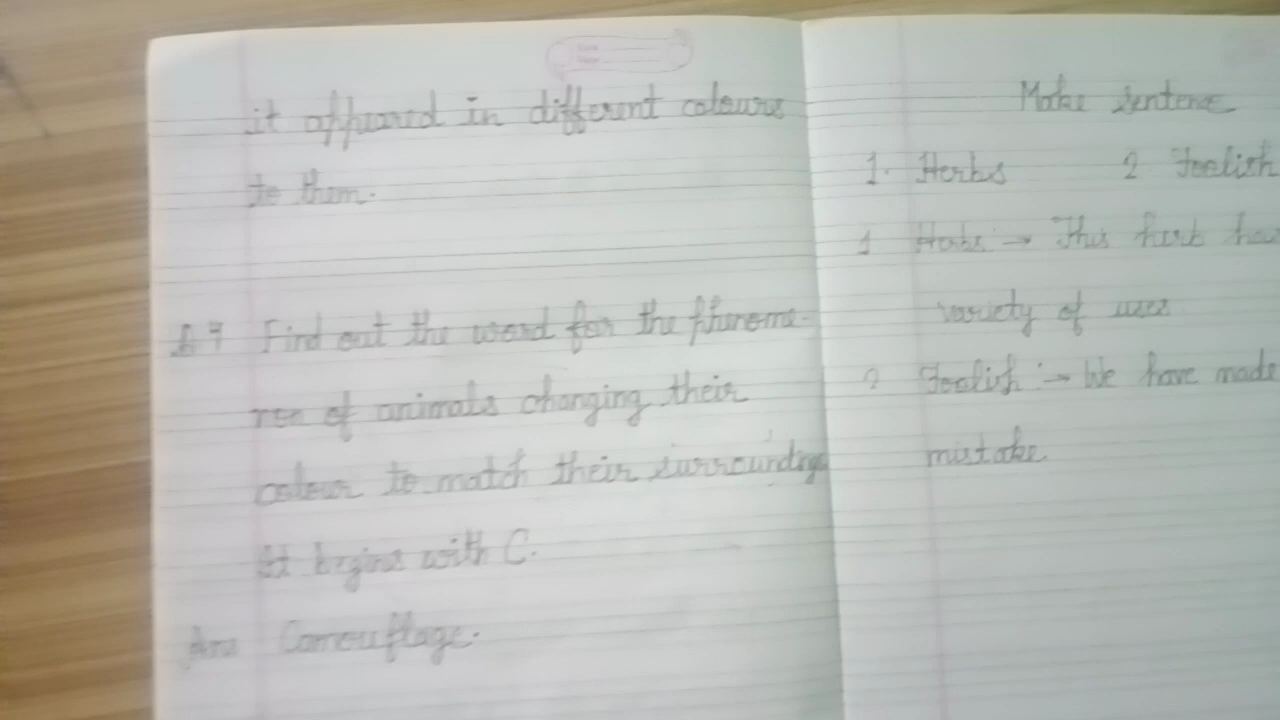 it appeared in different colours
to them.
Q 4 Find out the word for the phenome-
non of animals changing their
colour to match their surroundings
It begins with C.
Ans Camouflage.
Make sentence
1. Herbs 2 Foolish
1 Herbs → This herb has
variety of uses
2 Foolish → We have made
mistake